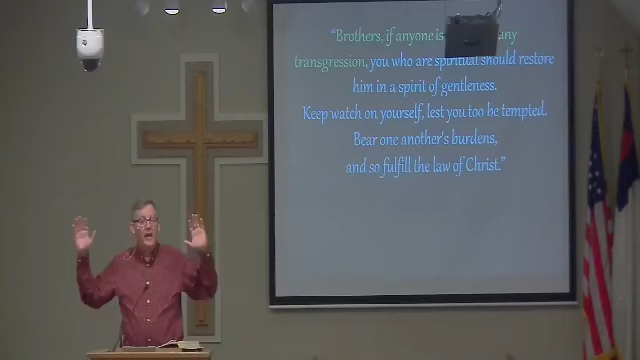 “Brothers, if anyone is any
transgression, you who are spiritual should restore
him in a spirit of gentleness.
Keep watch on yourself, lest you too be tempted.
Bear one another's burdens,
and so fulfill the law of Christ.”